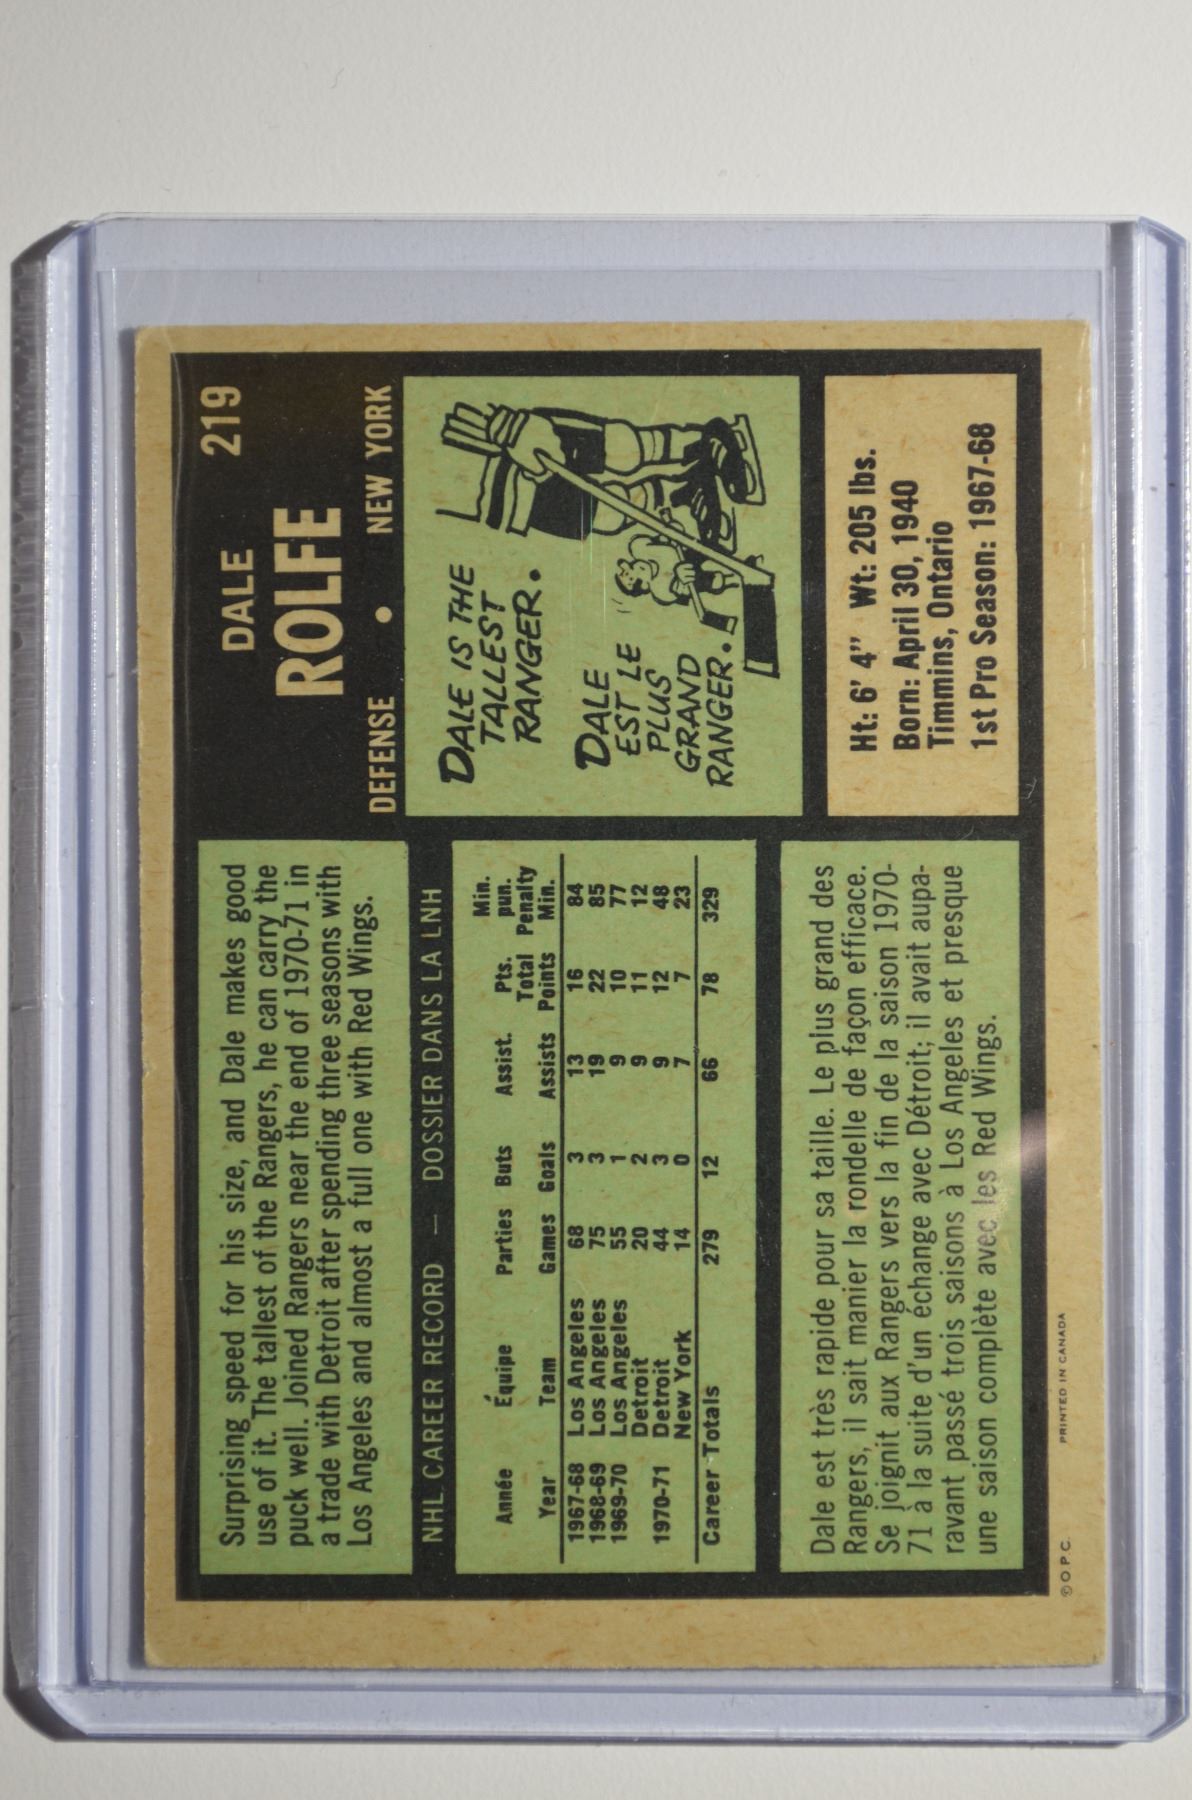 Surprising speed for his size, and Dale makes good
use of it. The tallest of the Rangers, he can carry the
puck well. Joined Rangers near the end of 1970-71 in
a trade with Detroit after spending three seasons with
Los Angeles and almost a full one with Red Wings.
219
DALE
ROLFE
DEFENSE • NEW YORK
NHL CAREER RECORD — DOSSIER DANS LA LNH
Année Équipe Parties Buts Assist. Pts. Min. pun.
Year Team Games Goals Assists Total Points Penalty Min.
1967-68 Los Angeles 68 3 13 16 84
1968-69 Los Angeles 75 3 19 22 85
1969-70 Los Angeles 55 1 9 10 77
Detroit 20 2 9 11 12
1970-71 Detroit 44 3 9 12 48
New York 14 0 7 7 23
Career Totals 279 12 66 78 329
DALE IS THE
TALLEST
RANGER.
DALE
EST LE
PLUS
GRAND
RANGER.
Dale est très rapide pour sa taille. Le plus grand des
Rangers, il sait manier la rondelle de façon efficace.
Se joignit aux Rangers vers la fin de la saison 1970-
71 à la suite d'un échange avec Détroit; il avait aupa-
ravant passé trois saisons à Los Angeles et presque
une saison complète avec les Red Wings.
Ht: 6' 4" Wt: 205 lbs.
Born: April 30, 1940
Timmins, Ontario
1st Pro Season: 1967-68
© O.P.C. PRINTED IN CANADA